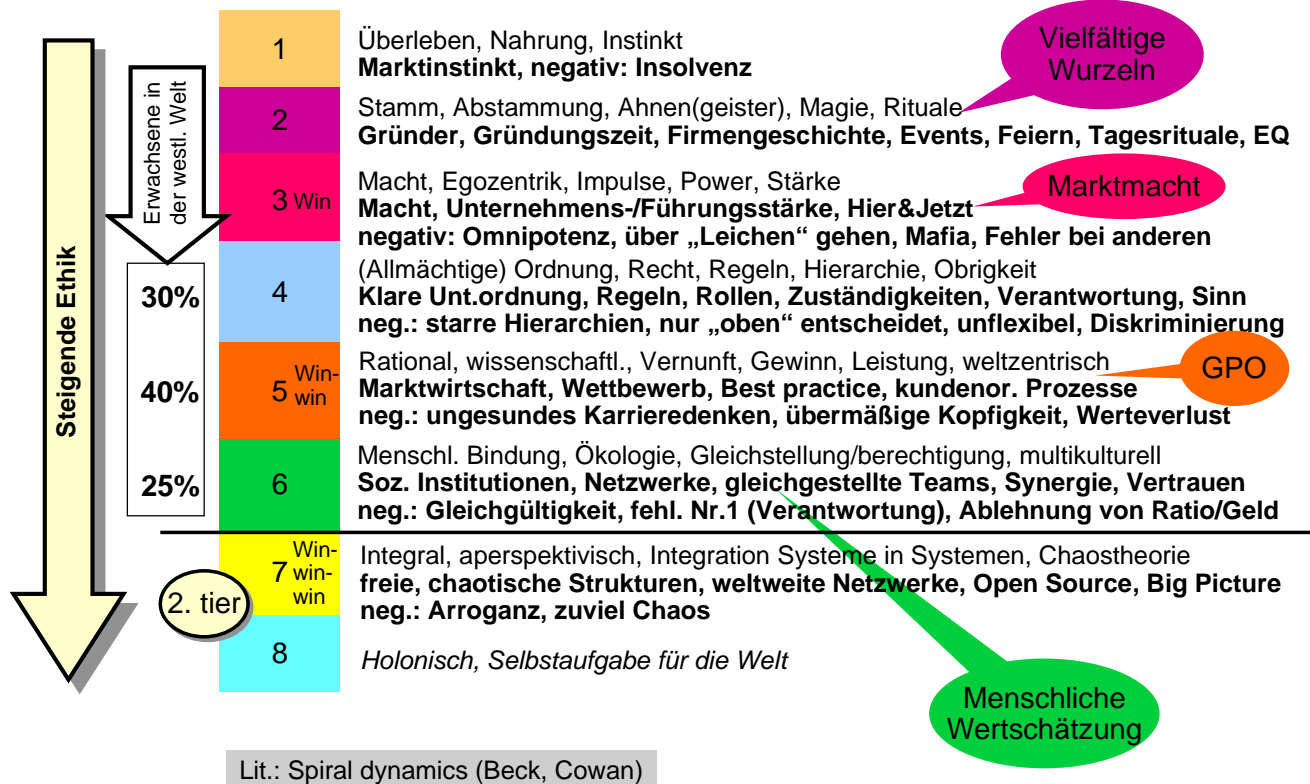 1
Überleben, Nahrung, Instinkt
Marktinstinkt, negativ: Insolvenz
Vielfältige
Wurzeln
Erwachsene in
der westl. Welt
2
Stamm, Abstammung, Ahnen(geister), Magie, Rituale
Gründer, Gründungszeit, Firmengeschichte, Events, Feiern, Tagesrituale, EQ
3 Win
Macht, Egozentrik, Impulse, Power, Stärke
Macht, Unternehmens-/Führungsstärke, Hier&Jetzt
negativ: Omnipotenz, über „Leichen“ gehen, Mafia, Fehler bei anderen
Marktmacht
Steigende Ethik
30%
4
(Allmächtige) Ordnung, Recht, Regeln, Hierarchie, Obrigkeit
Klare Unt.ordnung, Regeln, Rollen, Zuständigkeiten, Verantwortung, Sinn
neg.: starre Hierarchien, nur „oben“ entscheidet, unflexibel, Diskriminierung
40%
5 Win-
win
Rational, wissenschaftl., Vernunft, Gewinn, Leistung, weltzentrisch
Marktwirtschaft, Wettbewerb, Best practice, kundenor. Prozesse
neg.: ungesundes Karrieredenken, übermäßige Kopfigkeit, Werteverlust
GPO
25%
6
Menschl. Bindung, Ökologie, Gleichstellung/berechtigung, multikulturell
Soz. Institutionen, Netzwerke, gleichgestellte Teams, Synergie, Vertrauen
neg.: Gleichgültigkeit, fehl. Nr.1 (Verantwortung), Ablehnung von Ratio/Geld
2. tier
7 Win-
win-
win
Integral, aperspektivisch, Integration Systeme in Systemen, Chaostheorie
freie, chaotische Strukturen, weltweite Netzwerke, Open Source, Big Picture
neg.: Arroganz, zuviel Chaos
8
Holonisch, Selbstaufgabe für die Welt
Menschliche
Wertschätzung
Lit.: Spiral dynamics (Beck, Cowan)